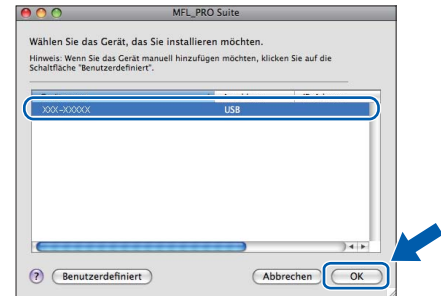 MFL_PRO Suite
Wählen Sie das Gerät, das Sie installieren möchten.
Hinweis: Wenn Sie das Gerät manuell hinzufügen möchten, klicken Sie auf die
Schaltfläche "Benutzerdefiniert".
XXX-XXXXX USB
? Benutzerdefiniert Abbrechen OK